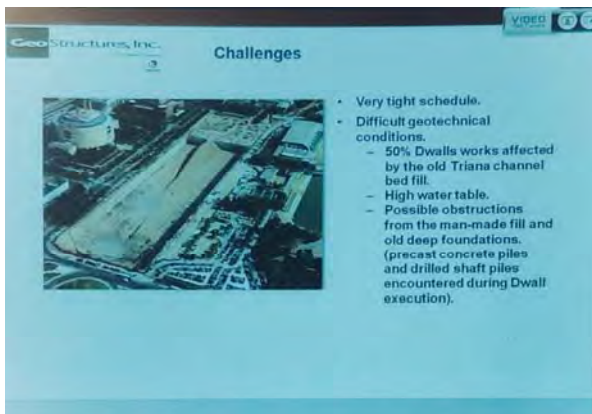 VIDEO
GeoStructures, Inc.
Challenges
• Very tight schedule.
• Difficult geotechnical
conditions.
– 50% Dwalls works affected
by the old Triana channel
bed fill.
– High water table.
– Possible obstructions
from the man-made fill and
old deep foundations.
(precast concrete piles
and drilled shaft piles
encountered during Dwall
execution).